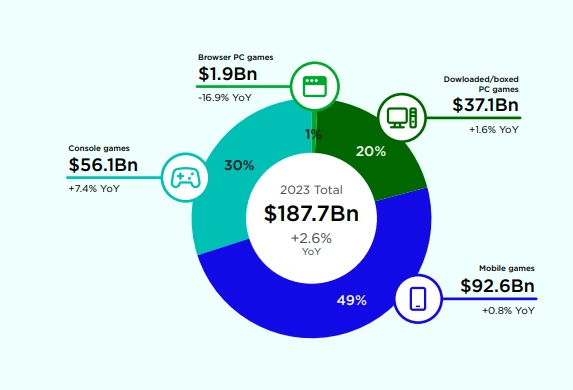 Browser PC games
$1.9Bn
-16.9% YoY
Dowloaded/boxed
PC games
$37.1Bn
+1.6% YoY
1%
20%
Console games
$56.1Bn
+7.4% YoY
30%
2023 Total
$187.7Bn
+2.6%
YoY
Mobile games
$92.6Bn
+0.8% YoY
49%